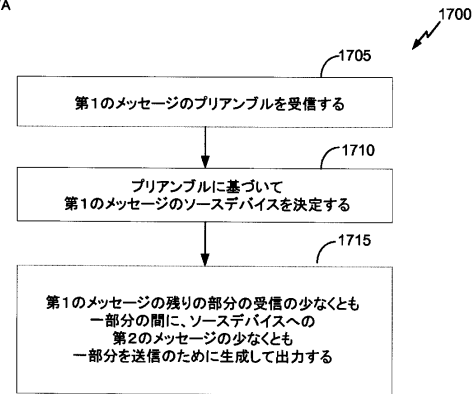 A
1700
1705
第1のメッセージのプリアンブルを受信する
1710
プリアンブルに基づいて
第1のメッセージのソースデバイスを決定する
1715
第1のメッセージの残りの部分の受信の少なくとも
一部分の間に、ソースデバイスへの
第2のメッセージの少なくとも
一部分を送信のために生成して出力する